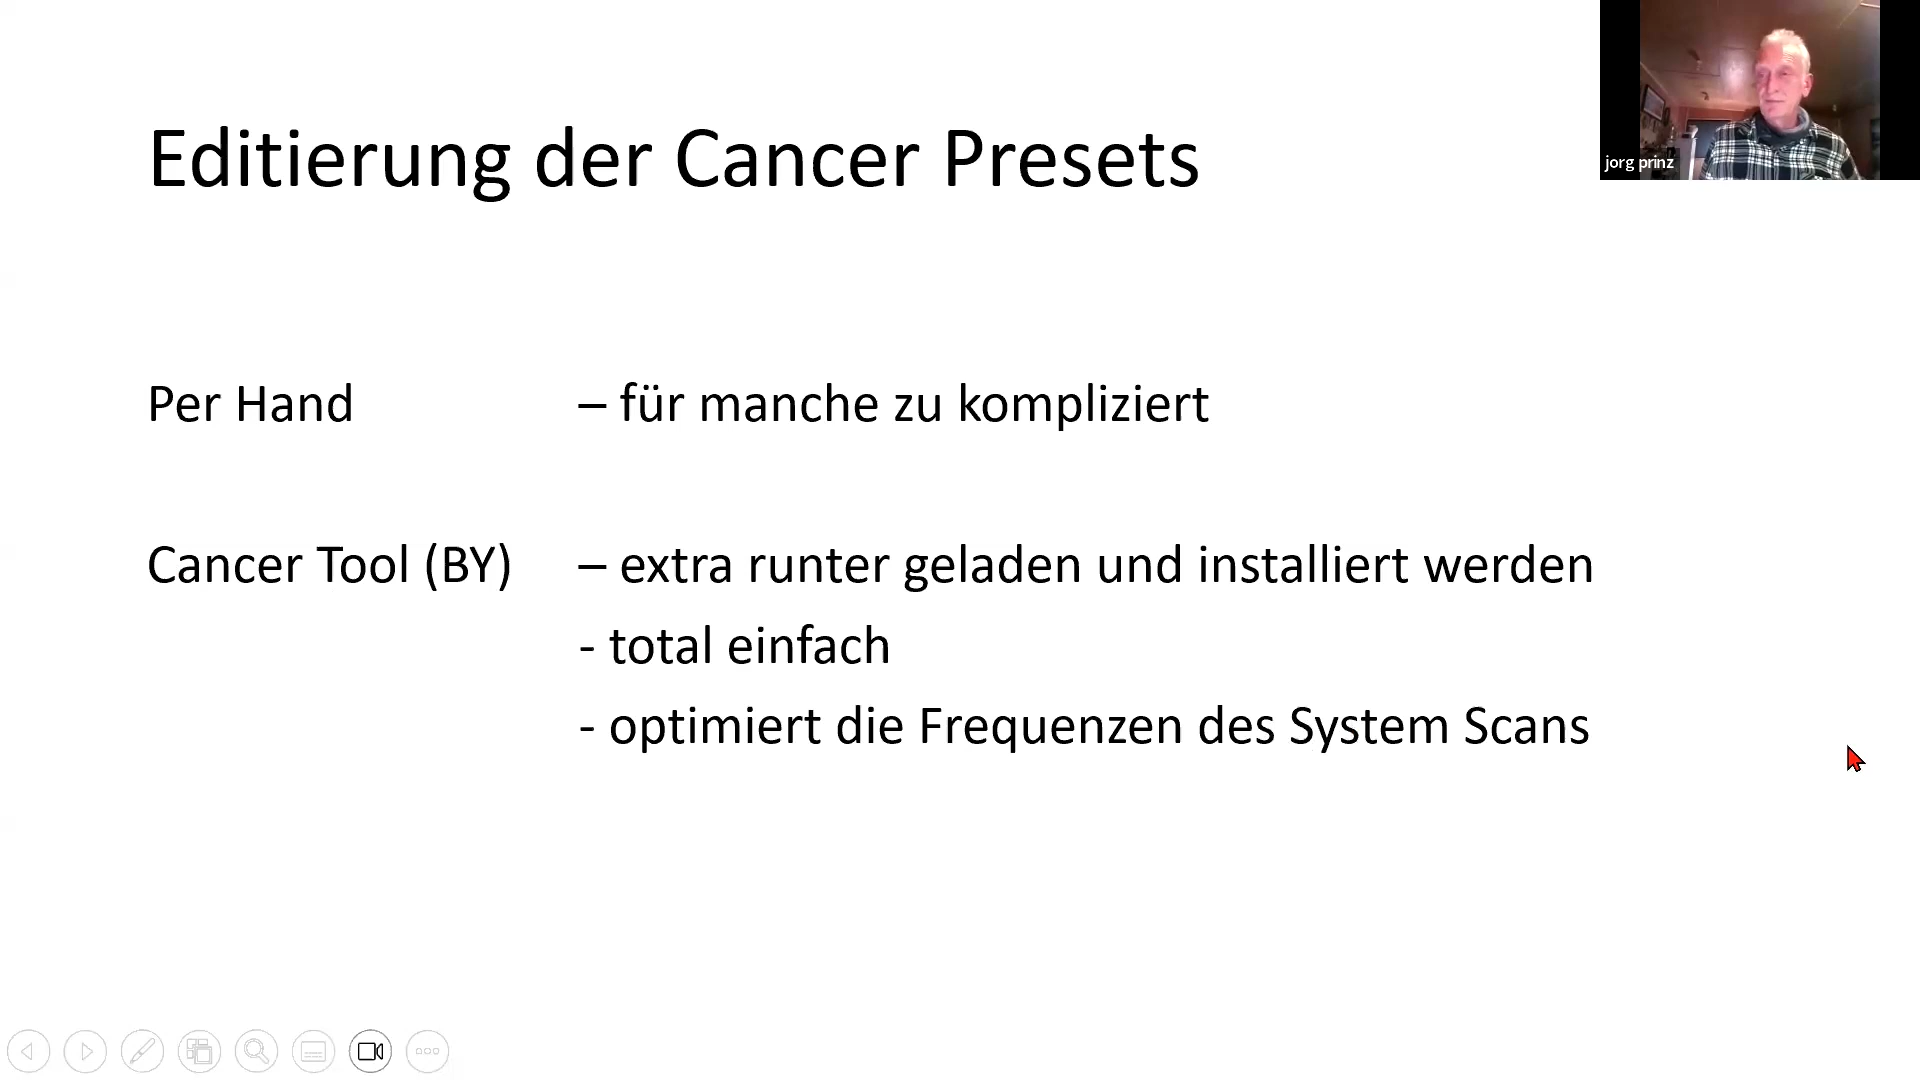 Editierung der Cancer Presets
jorg prinz
Per Hand – für manche zu kompliziert
Cancer Tool (BY) – extra runter geladen und installiert werden
- total einfach
- optimiert die Frequenzen des System Scans